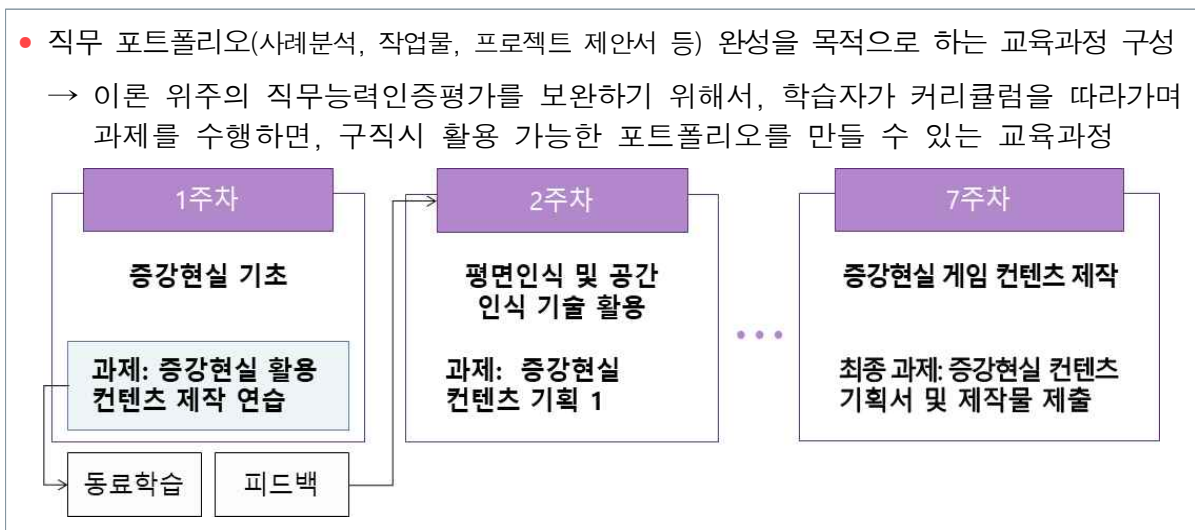 • 직무 포트폴리오(사례분석, 작업물, 프로젝트 제안서 등) 완성을 목적으로 하는 교육과정 구성
→ 이론 위주의 직무능력인증평가를 보완하기 위해서, 학습자가 커리큘럼을 따라가며
과제를 수행하면, 구직시 활용 가능한 포트폴리오를 만들 수 있는 교육과정
1주차
증강현실 기초
과제: 증강현실 활용
컨텐츠 제작 연습
동료학습
피드백
2주차
평면인식 및 공간
인식 기술 활용
과제: 증강현실
컨텐츠 기획 1
•••
7주차
증강현실 게임 컨텐츠 제작
최종 과제: 증강현실 컨텐츠
기획서 및 제작물 제출